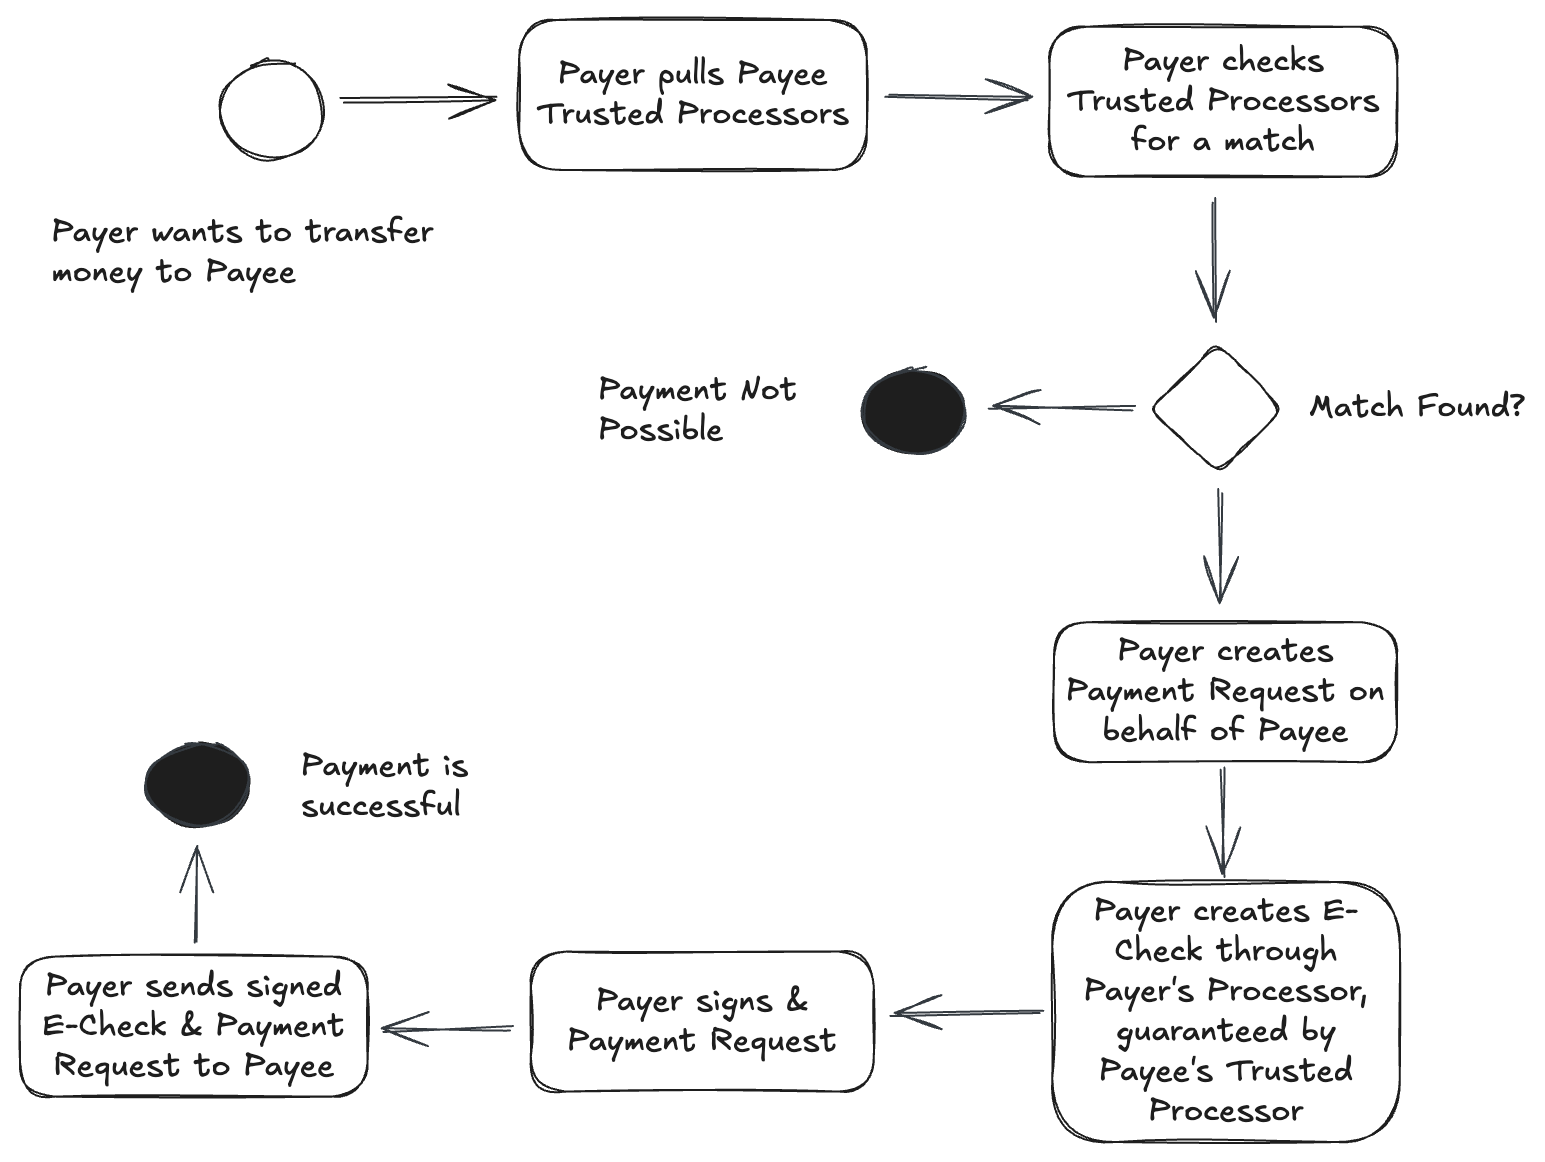 Payer pulls Payee
Trusted Processors
Payer checks
Trusted Processors
for a match
Payer wants to transfer
money to Payee
Payment Not
Possible
Match Found?
Payer creates
Payment Request on
behalf of Payee
Payment is
successful
Payer creates E-
Check through
Payer's Processor,
guaranteed by
Payee's Trusted
Processor
Payer signs &
Payment Request
Payer sends signed
E-Check & Payment
Request to Payee